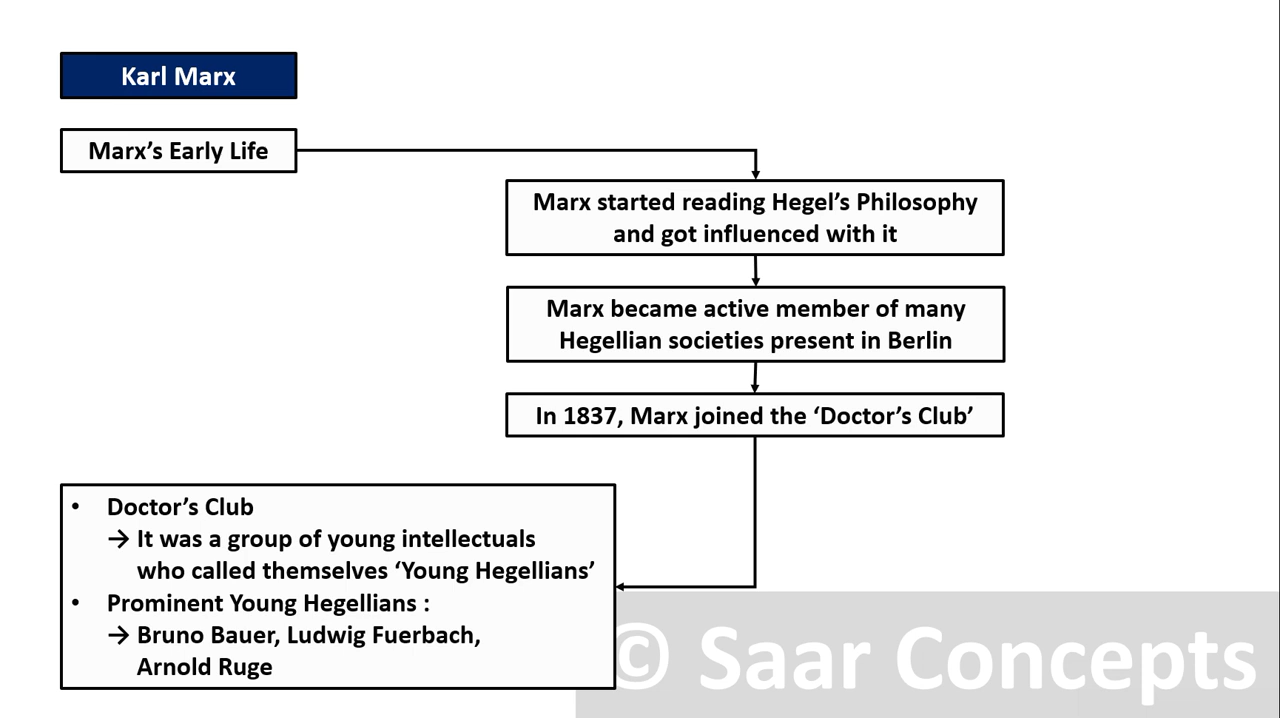 Karl Marx
Marx’s Early Life
Marx started reading Hegel’s Philosophy
and got influenced with it
Marx became active member of many
Hegellian societies present in Berlin
In 1837, Marx joined the ‘Doctor’s Club’
• Doctor’s Club
→ It was a group of young intellectuals
who called themselves ‘Young Hegellians’
• Prominent Young Hegellians :
→ Bruno Bauer, Ludwig Fuerbach,
Arnold Ruge
© Saar Concepts